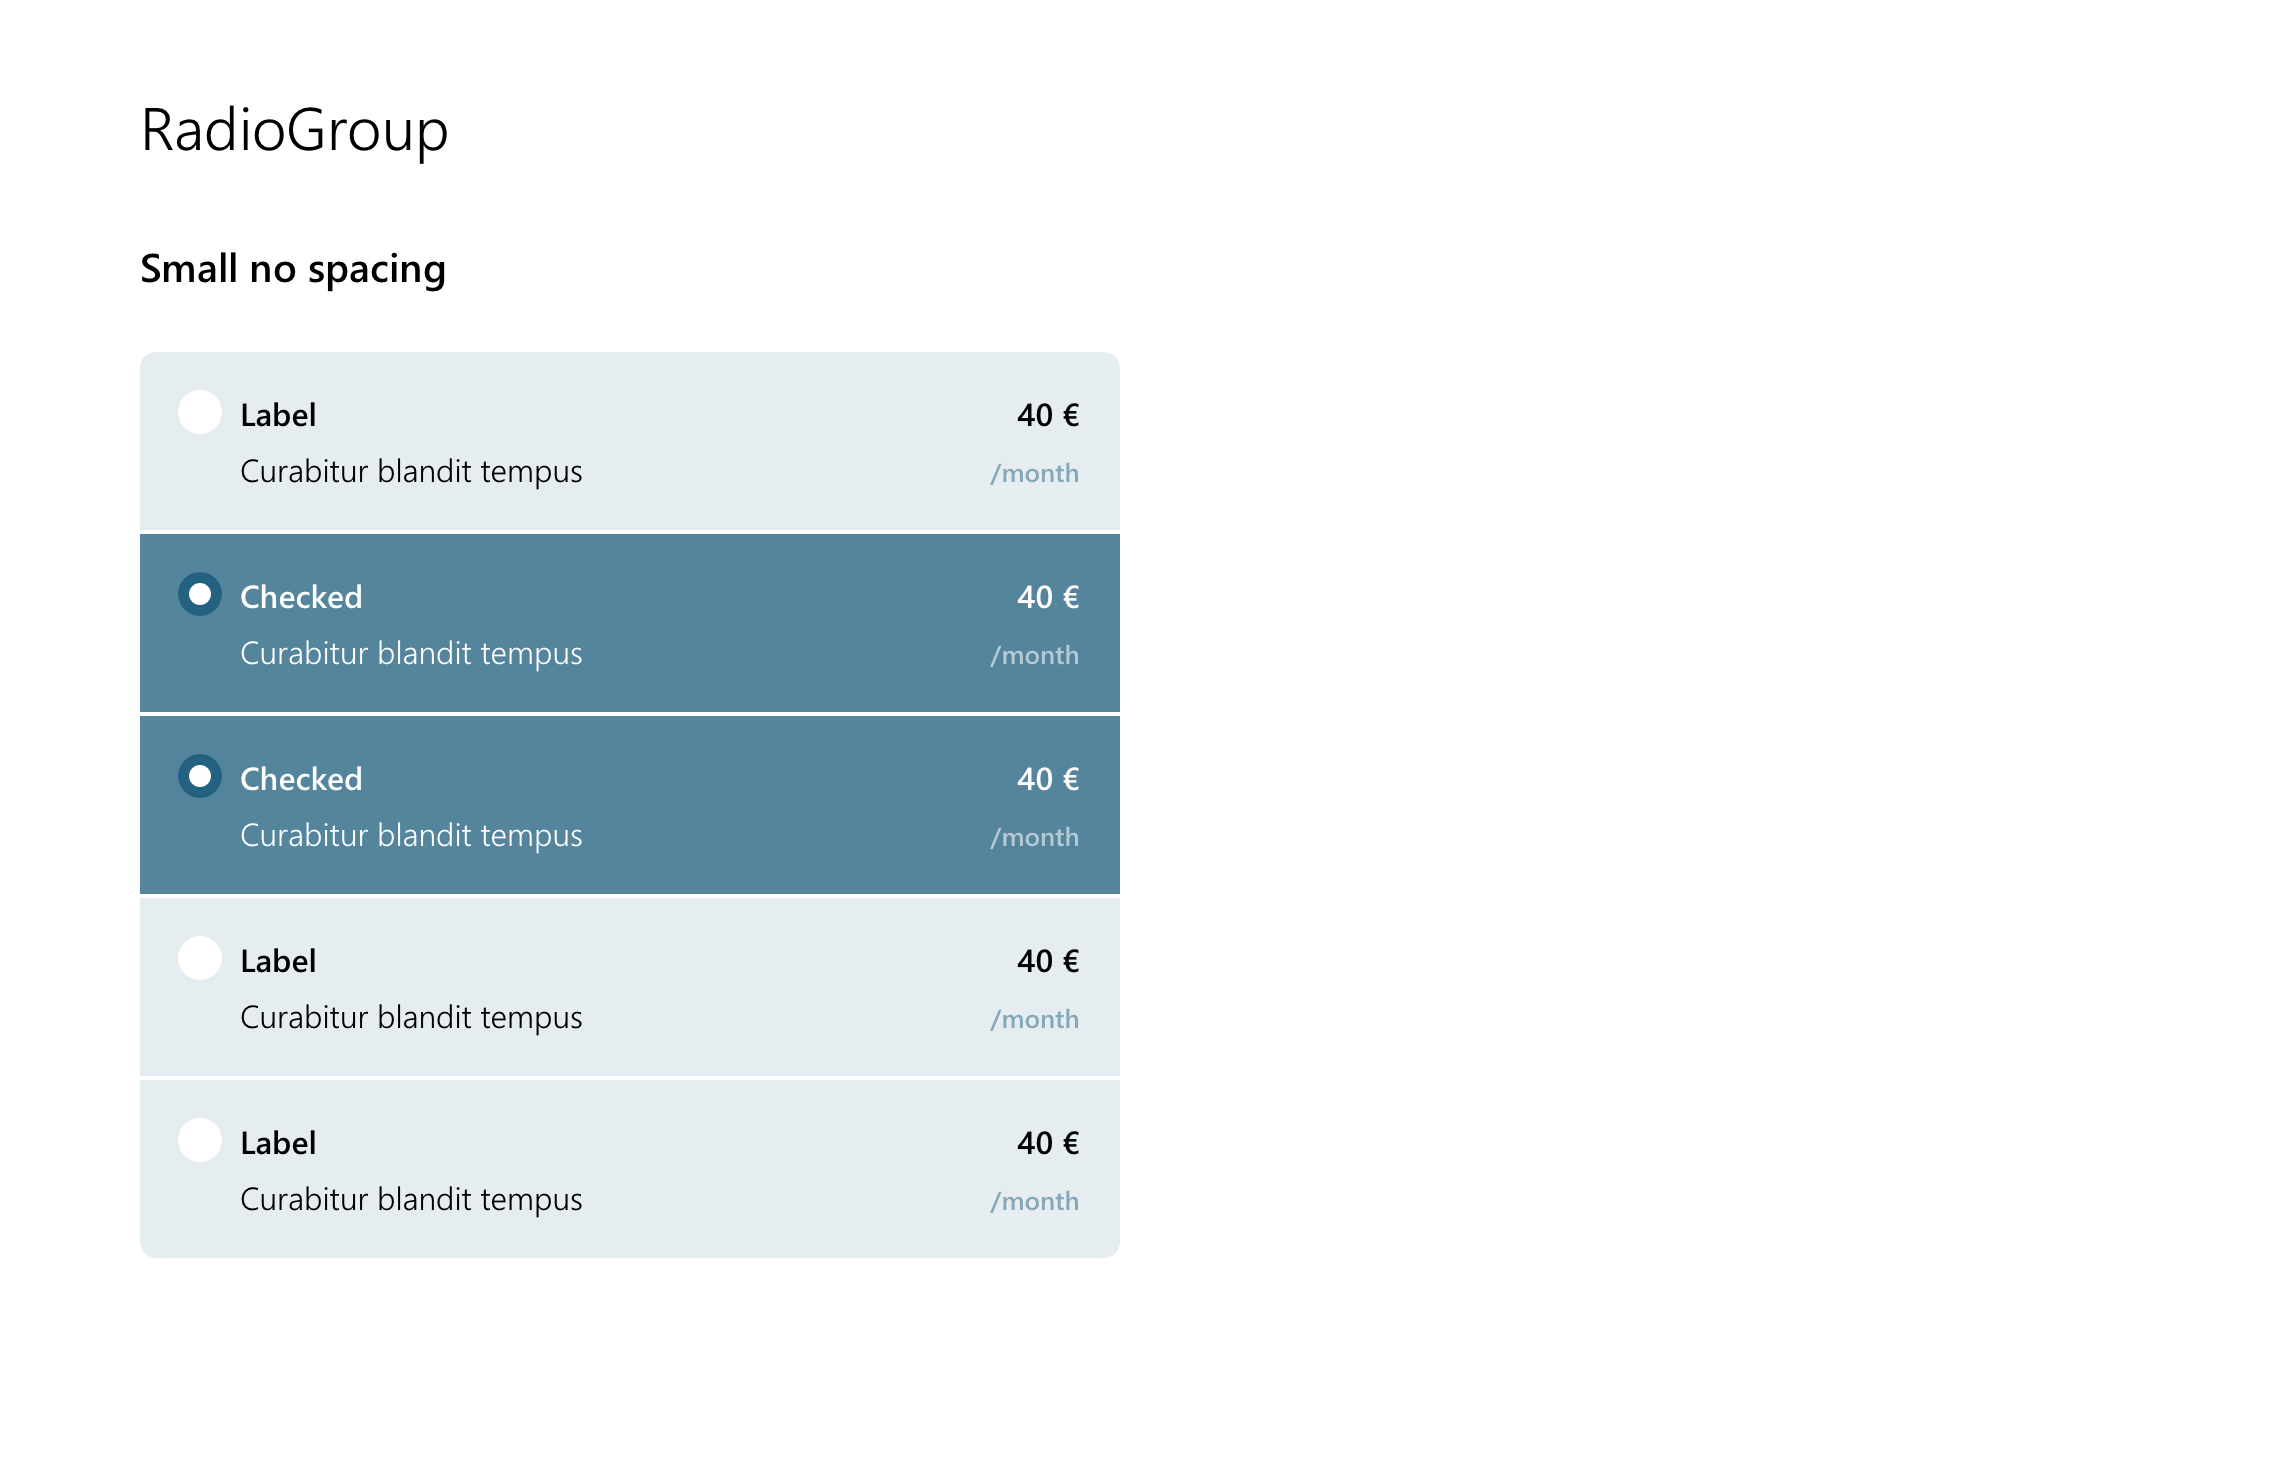 RadioGroup
Small no spacing
Label 40 €
Curabitur blandit tempus /month
Checked 40 €
Curabitur blandit tempus /month
Checked 40 €
Curabitur blandit tempus /month
Label 40 €
Curabitur blandit tempus /month
Label 40 €
Curabitur blandit tempus /month